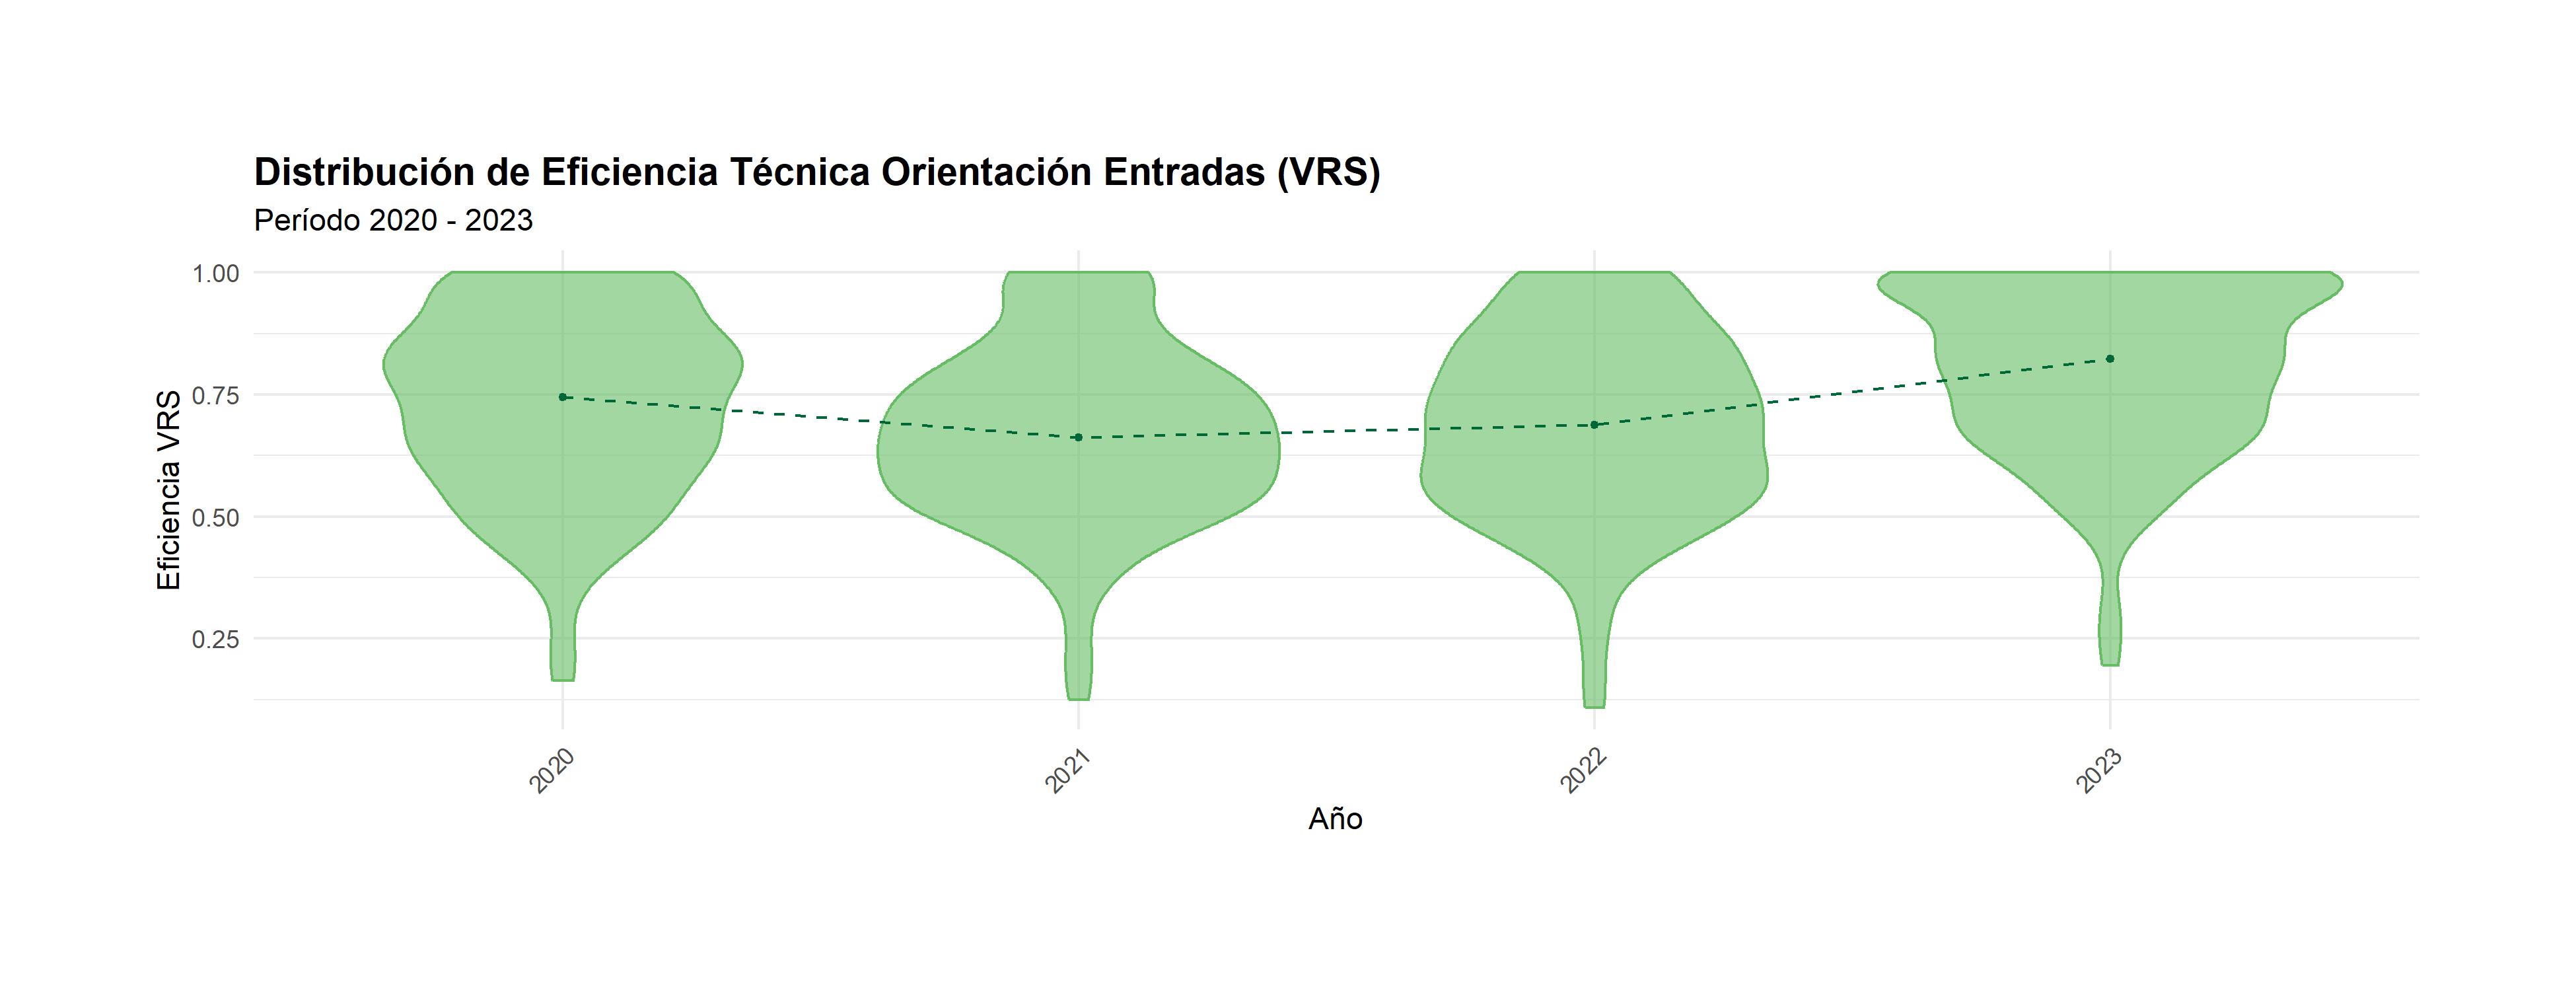 Distribución de Eficiencia Técnica Orientación Entradas (VRS)
Período 2020 - 2023
1.00
0.75
0.50
0.25
Eficiencia VRS
2020
2021
2022
2023
Año